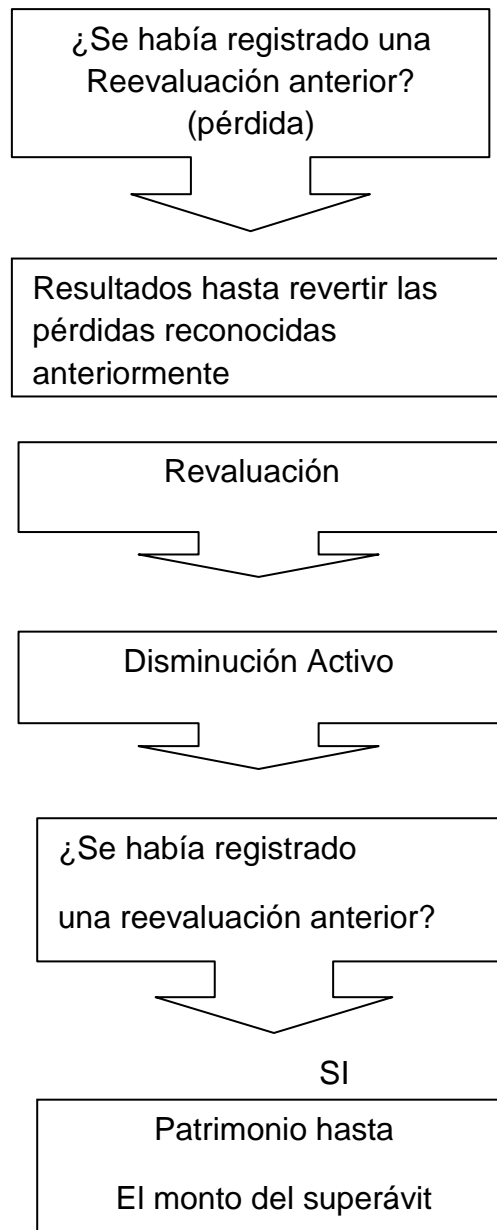 ¿Se había registrado una
Reevaluación anterior?
(pérdida)
Resultados hasta revertir las
pérdidas reconocidas
anteriormente
Revaluación
Disminución Activo
¿Se había registrado
una reevaluación anterior?
SI
Patrimonio hasta
El monto del superávit